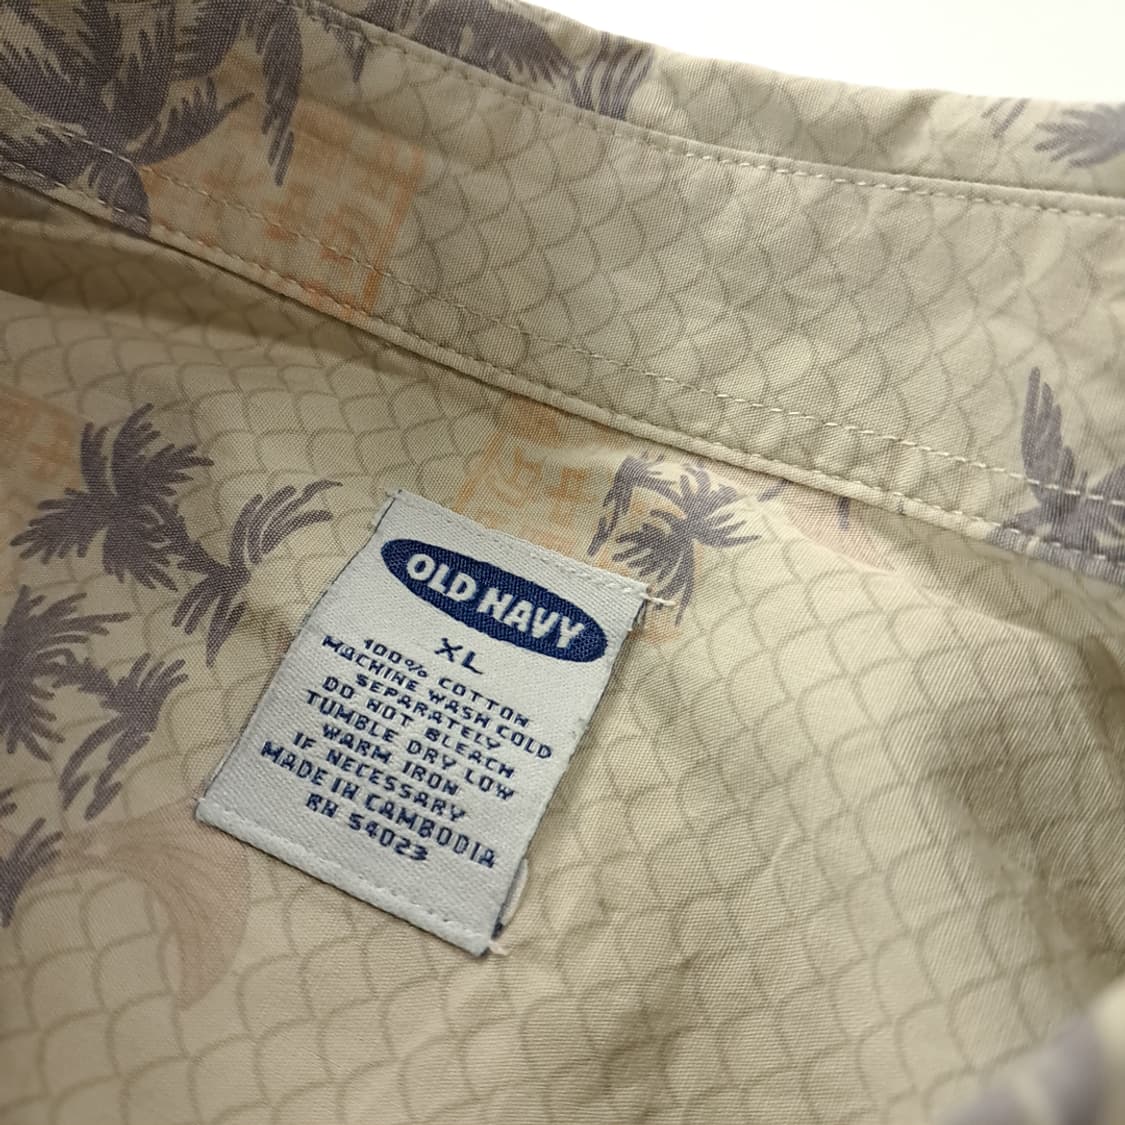 OLD NAVY
XL
100% COTTON
MACHINE WASH COLD
SEPARATELY
DO NOT BLEACH
TUMBLE DRY LOW
WARM IRON
IF NECESSARY
MADE IN CAMBODIA
RN 54023